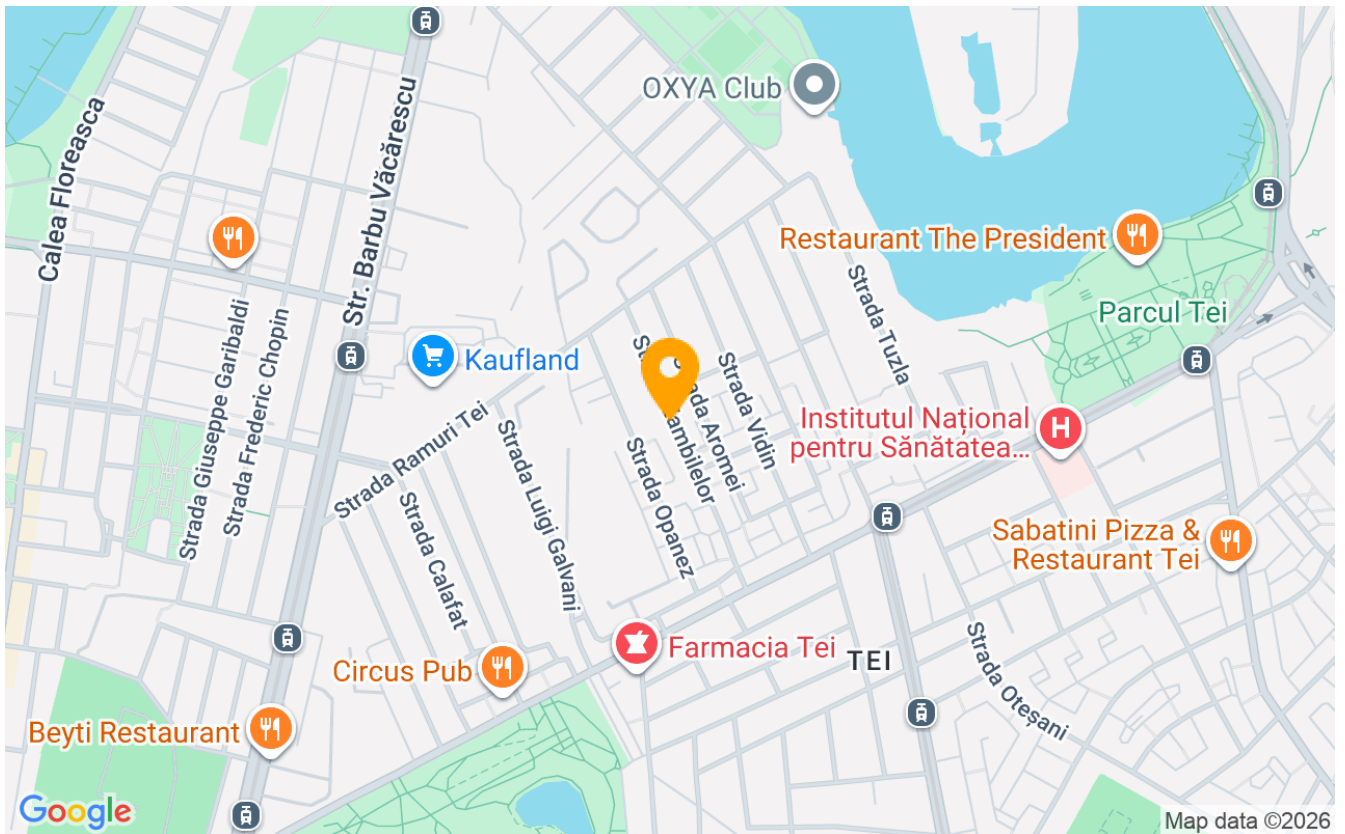 OXYA Club
Calea Floreasca
Str. Barbu Văcărescu
Restaurant The President
Strada Tuzla
Parcul Tei
Strada Giuseppe Garibaldi
Strada Frederic Chopin
Kaufland
Strada Vidin
Strada Aromei
Institutul Național
pentru Sănătatea...
Strada Ramuri Tei
Strada Luigi Galvani
Strada Opanez
Strada Calafat
Sabatini Pizza &
Restaurant Tei
Farmacia Tei
TEI
Strada Oteșani
Circus Pub
Beyti Restaurant
Google
Map data ©2026